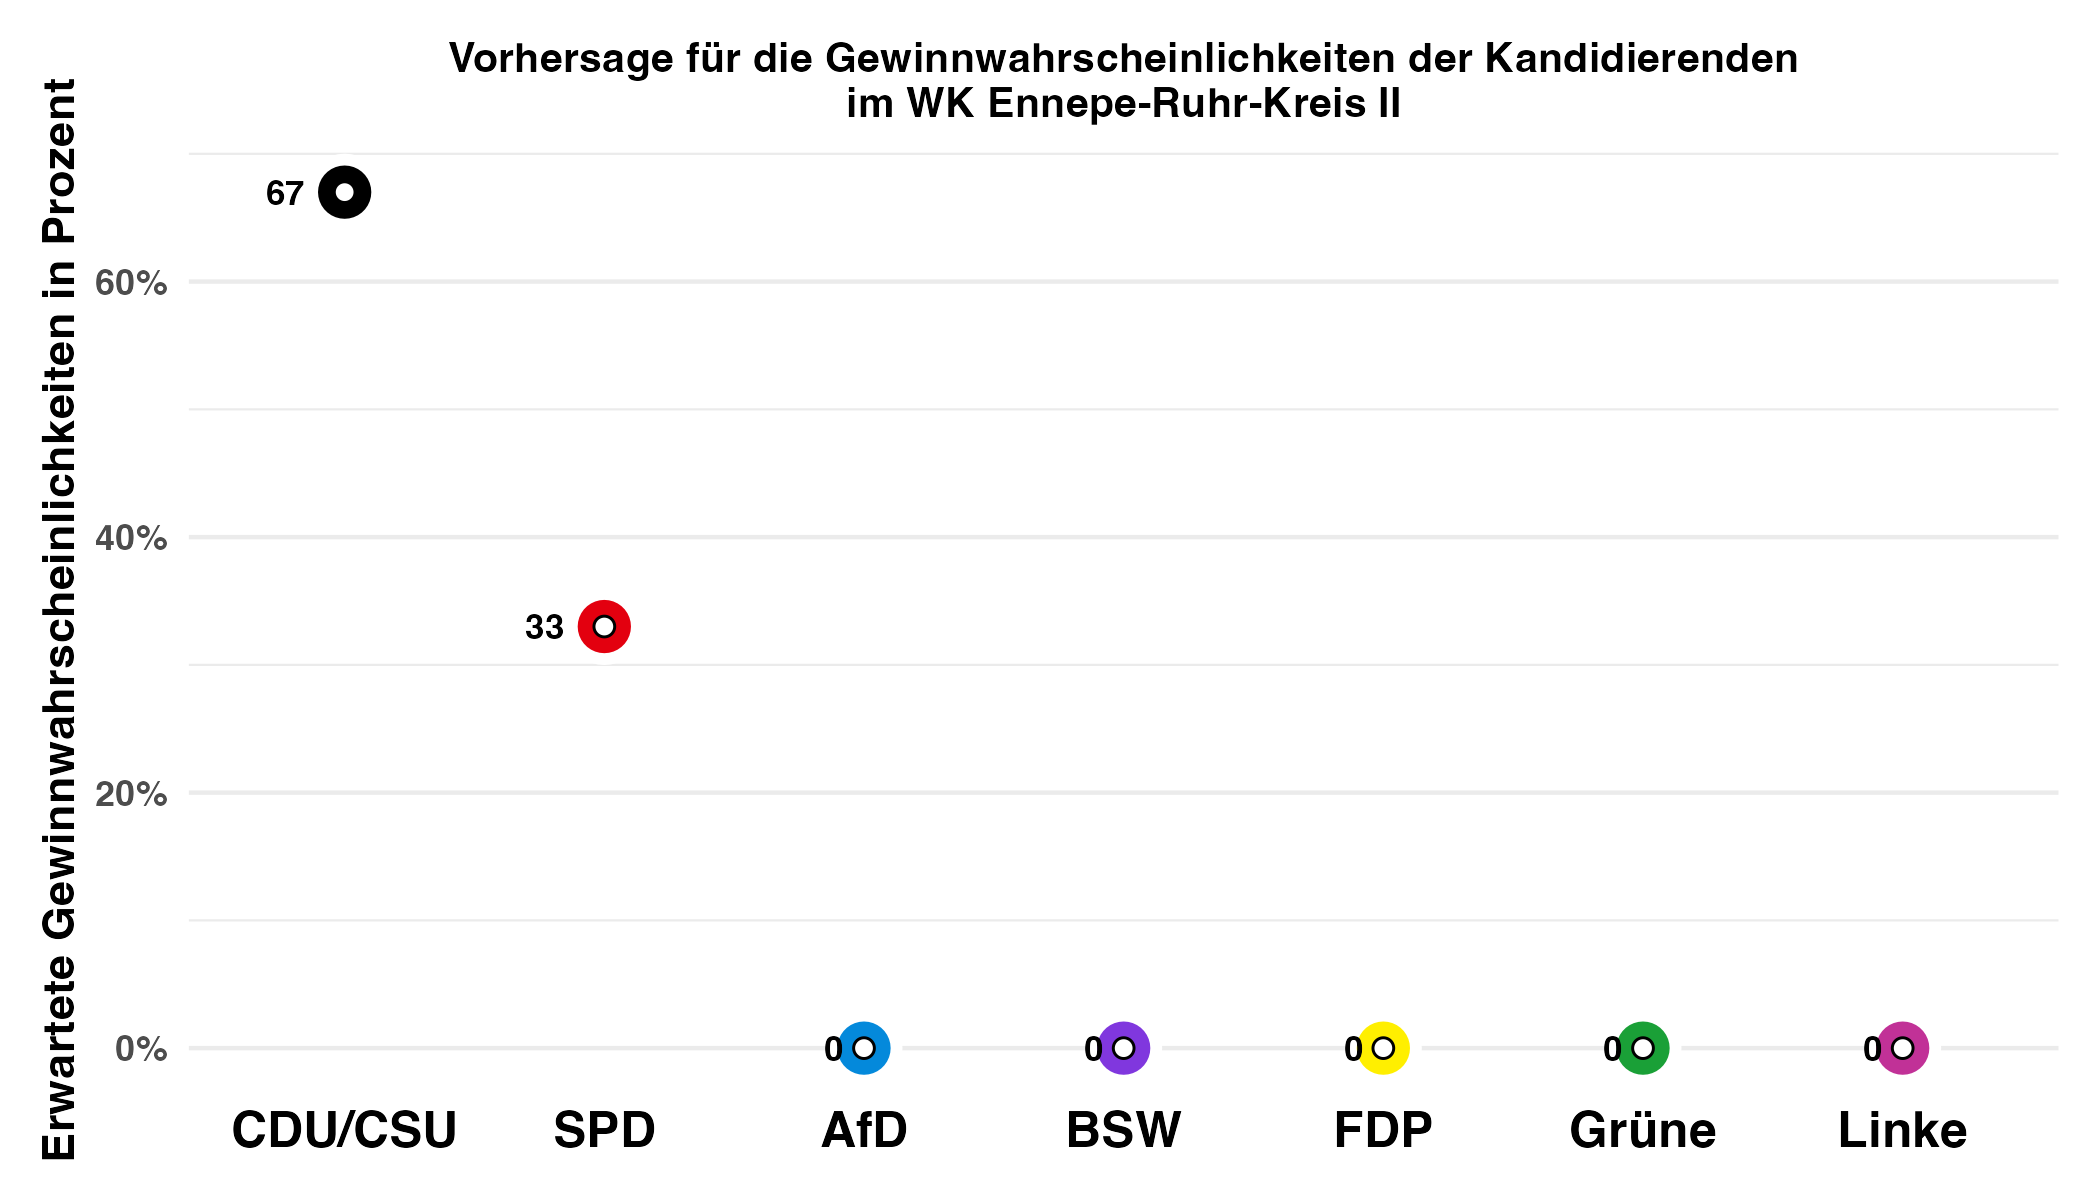 Vorhersage für die Gewinnwahrscheinlichkeiten der Kandidierenden
im WK Ennepe-Ruhr-Kreis II
Erwartete Gewinnwahrscheinlichkeiten in Prozent
60%
40%
20%
0%
67
33
0
0
0
0
0
CDU/CSU
SPD
AfD
BSW
FDP
Grüne
Linke